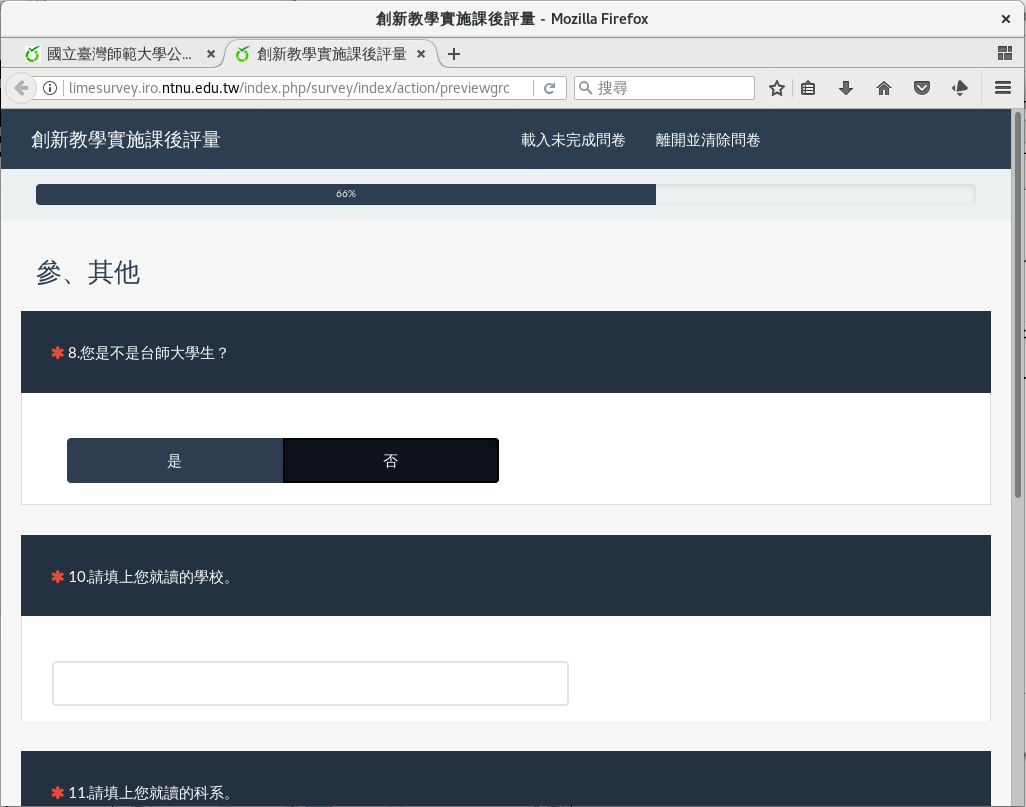 創新教學實施課後評量 - Mozilla Firefox
國立臺灣師範大學公...
創新教學實施課後評量
limesurvey.iro.ntnu.edu.tw/index.php/survey/index/action/previewgrc
搜尋
創新教學實施課後評量
載入未完成問卷
離開並清除問卷
66%
參、其他
✱ 8.您是不是台師大學生？
是
否
✱ 10.請填上您就讀的學校。
✱ 11.請填上您就讀的科系。